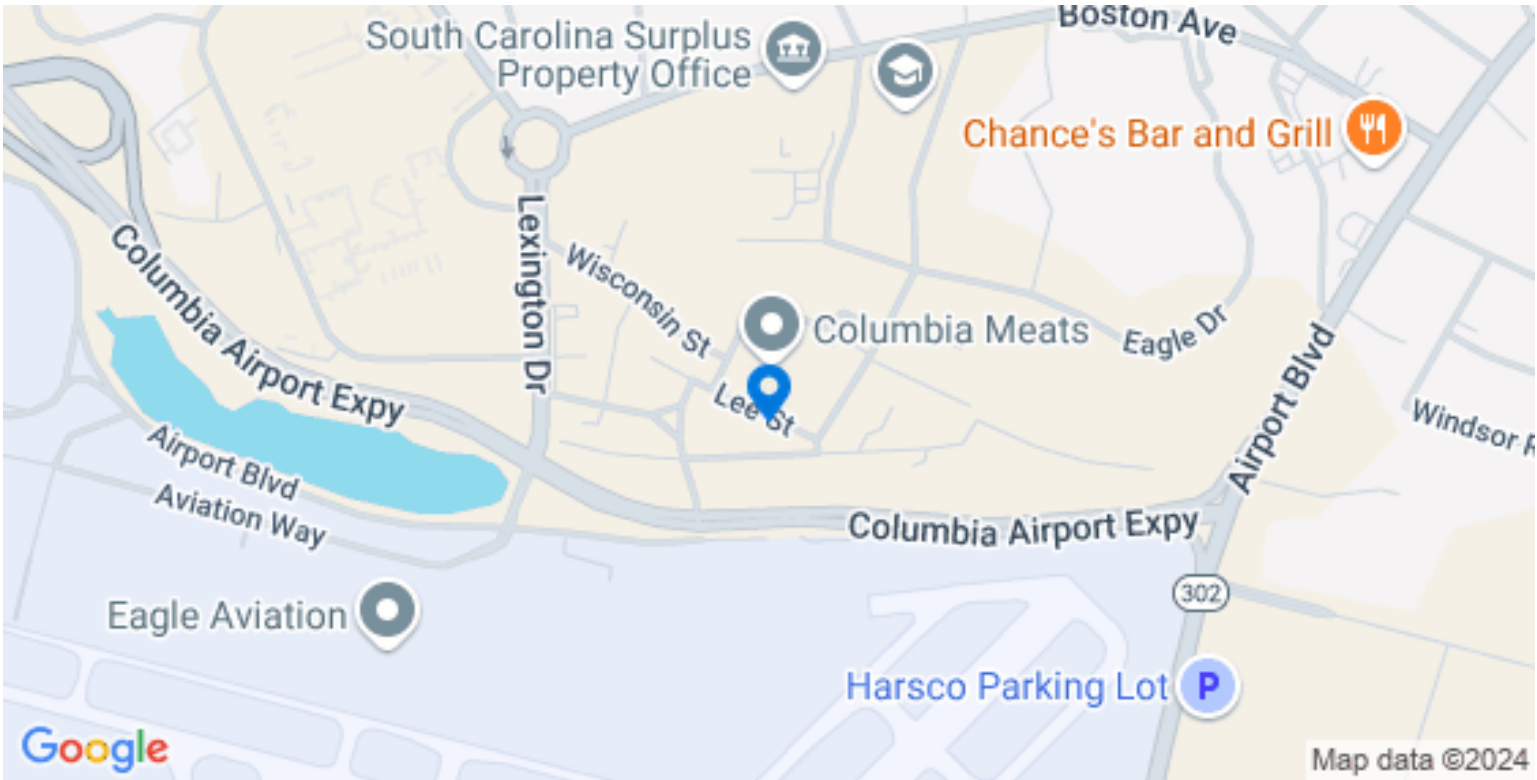 Boston Ave
South Carolina Surplus
Property Office
Chance's Bar and Grill
Lexington Dr
Columbia Airport Expy
Wisconsin St
Columbia Meats
Eagle Dr
Airport Blvd
Lee St
Windsor R
Airport Blvd
Aviation Way
Columbia Airport Expy
302
Eagle Aviation
Harsco Parking Lot P
Google
Map data ©2024